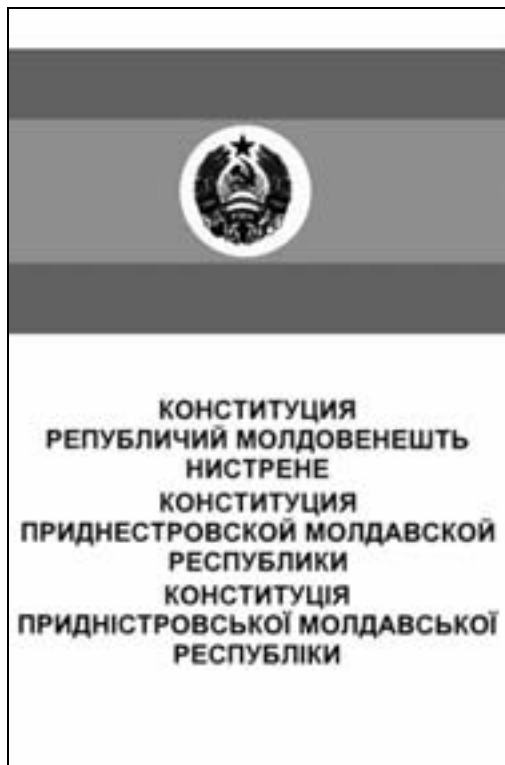 КОНСТИТУЦИЯ
РЕПУБЛИЧИЙ МОЛДОВЕНЕШТЬ
НИСТРЕНЕ
КОНСТИТУЦИЯ
ПРИДНЕСТРОВСКОЙ МОЛДАВСКОЙ
РЕСПУБЛИКИ
КОНСТИТУЦІЯ
ПРИДНІСТРОВСЬКОЇ МОЛДАВСЬКОЇ
РЕСПУБЛІКИ